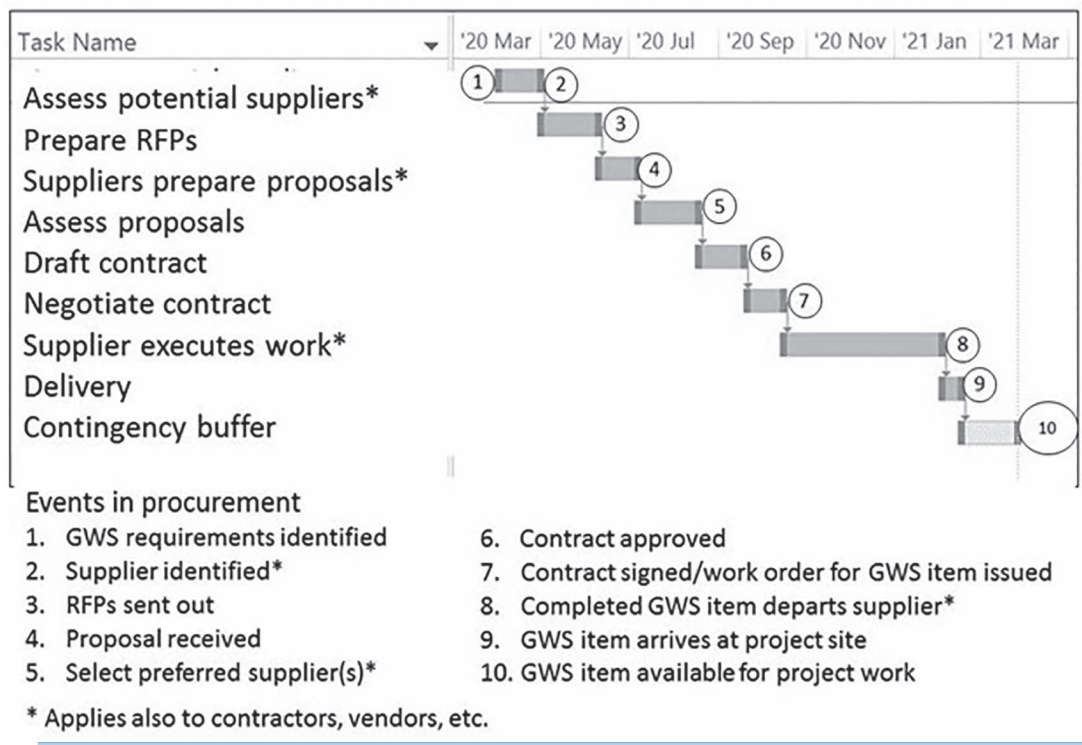 Task Name '20 Mar '20 May '20 Jul '20 Sep '20 Nov '21 Jan '21 Mar
Assess potential suppliers* 1 2
Prepare RFPs 3
Suppliers prepare proposals* 4
Assess proposals 5
Draft contract 6
Negotiate contract 7
Supplier executes work* 8
Delivery 9
Contingency buffer 10
Events in procurement
1. GWS requirements identified
2. Supplier identified*
3. RFPs sent out
4. Proposal received
5. Select preferred supplier(s)*
6. Contract approved
7. Contract signed/work order for GWS item issued
8. Completed GWS item departs supplier*
9. GWS item arrives at project site
10. GWS item available for project work
* Applies also to contractors, vendors, etc.